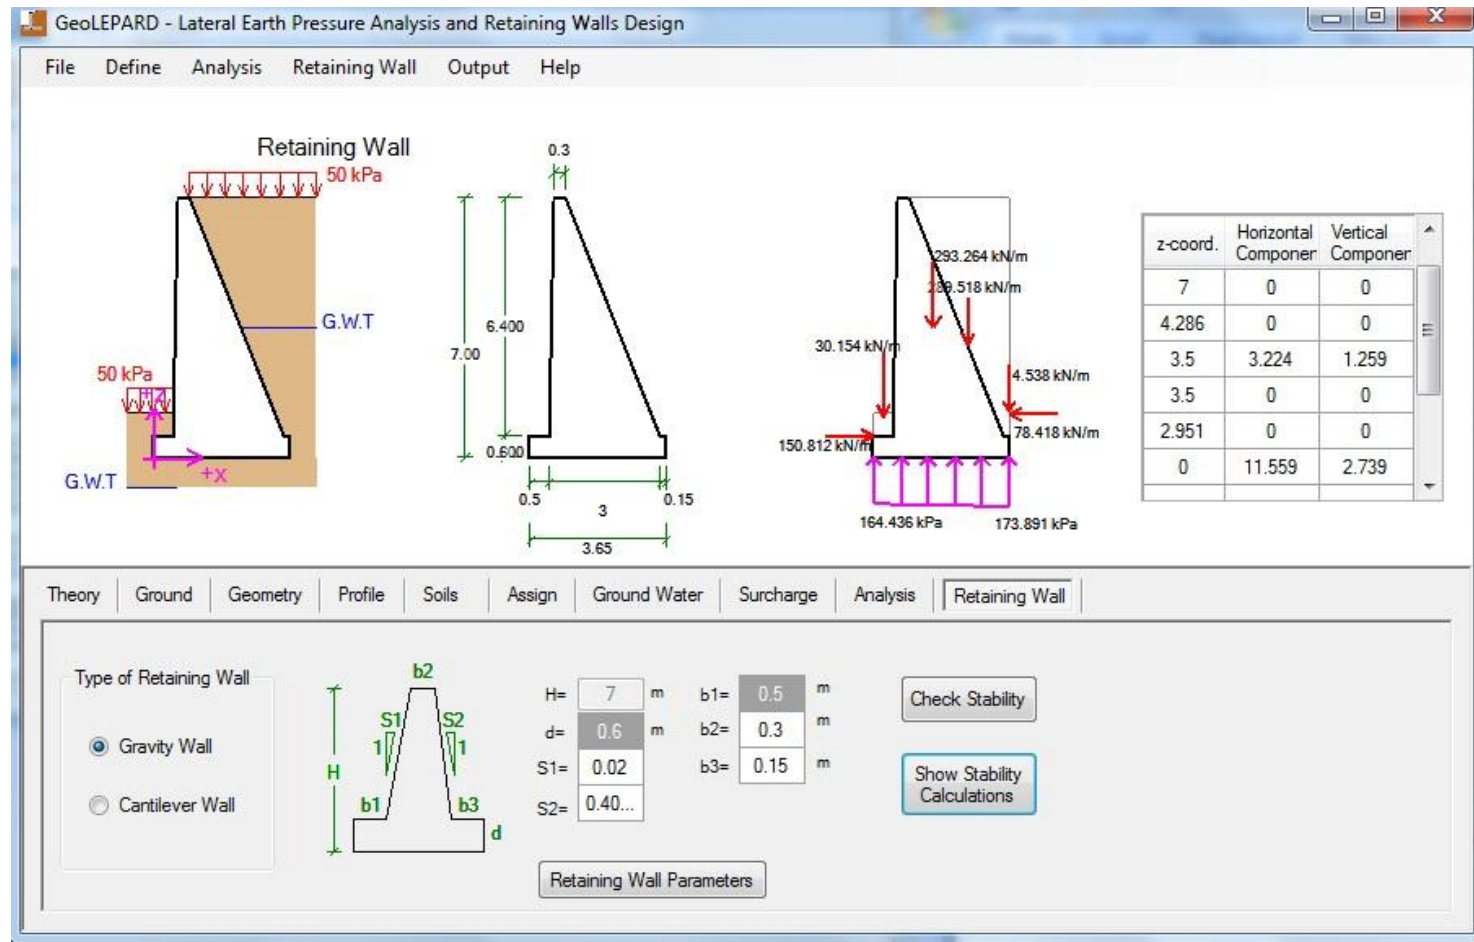 GeoLEPARD - Lateral Earth Pressure Analysis and Retaining Walls Design
File Define Analysis Retaining Wall Output Help
Retaining Wall
50 kPa
G.W.T
50 kPa
+Z
+X
G.W.T
0.3
6.400
7.00
0.600
0.5
3
0.15
3.65
293.264 kN/m
289.518 kN/m
30.154 kN/m
4.538 kN/m
78.418 kN/m
150.812 kN/m
164.436 kPa
173.891 kPa
z-coord. Horizontal Componer Vertical Componer
7 0 0
4.286 0 0
3.5 3.224 1.259
3.5 0 0
2.951 0 0
0 11.559 2.739
Theory Ground Geometry Profile Soils Assign Ground Water Surcharge Analysis Retaining Wall
Type of Retaining Wall
Gravity Wall
Cantilever Wall
b2
S1 S2
1 1
H
b1 b3
d
H= 7 m b1= 0.5 m
d= 0.6 m b2= 0.3 m
S1= 0.02 b3= 0.15 m
S2= 0.40...
Check Stability
Show Stability
Calculations
Retaining Wall Parameters